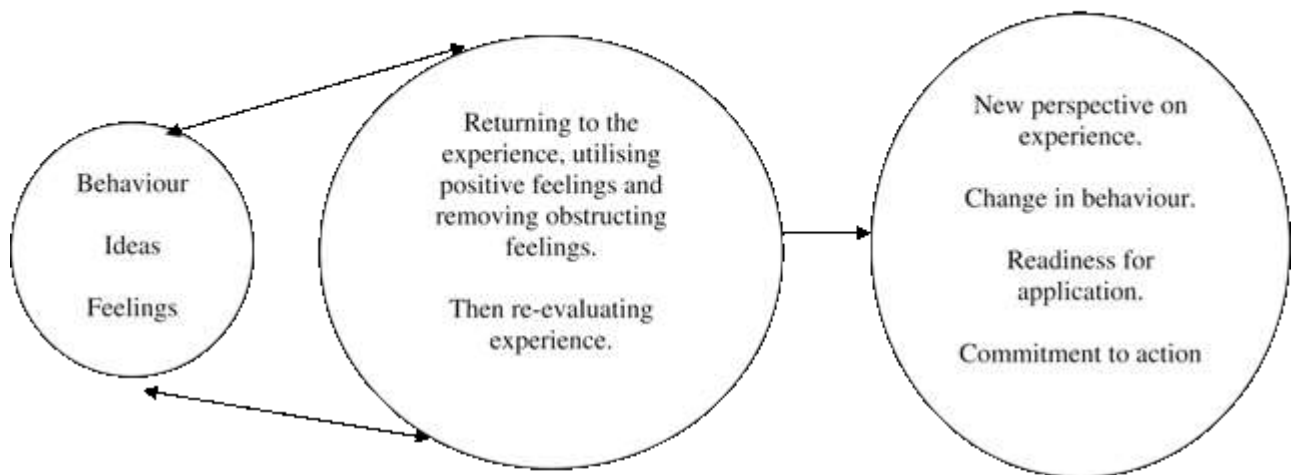 Behaviour
Ideas
Feelings
Returning to the
experience, utilising
positive feelings and
removing obstructing
feelings.
Then re-evaluating
experience.
New perspective on
experience.
Change in behaviour.
Readiness for
application.
Commitment to action